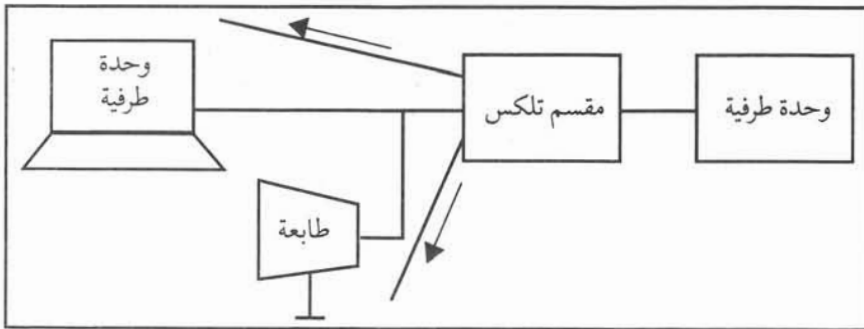 وحدة
طرفية
مقسم تلكس
وحدة طرفية
طابعة